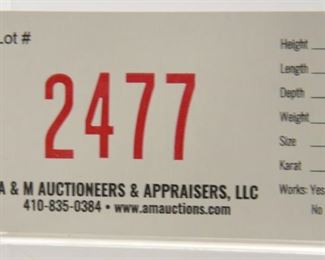 Lot #
2477
A & M AUCTIONEERS & APPRAISERS, LLC
410-835-0384 • www.amauctions.com
Height
Length
Depth
Weight
Size
Karat
Works: Yes
No